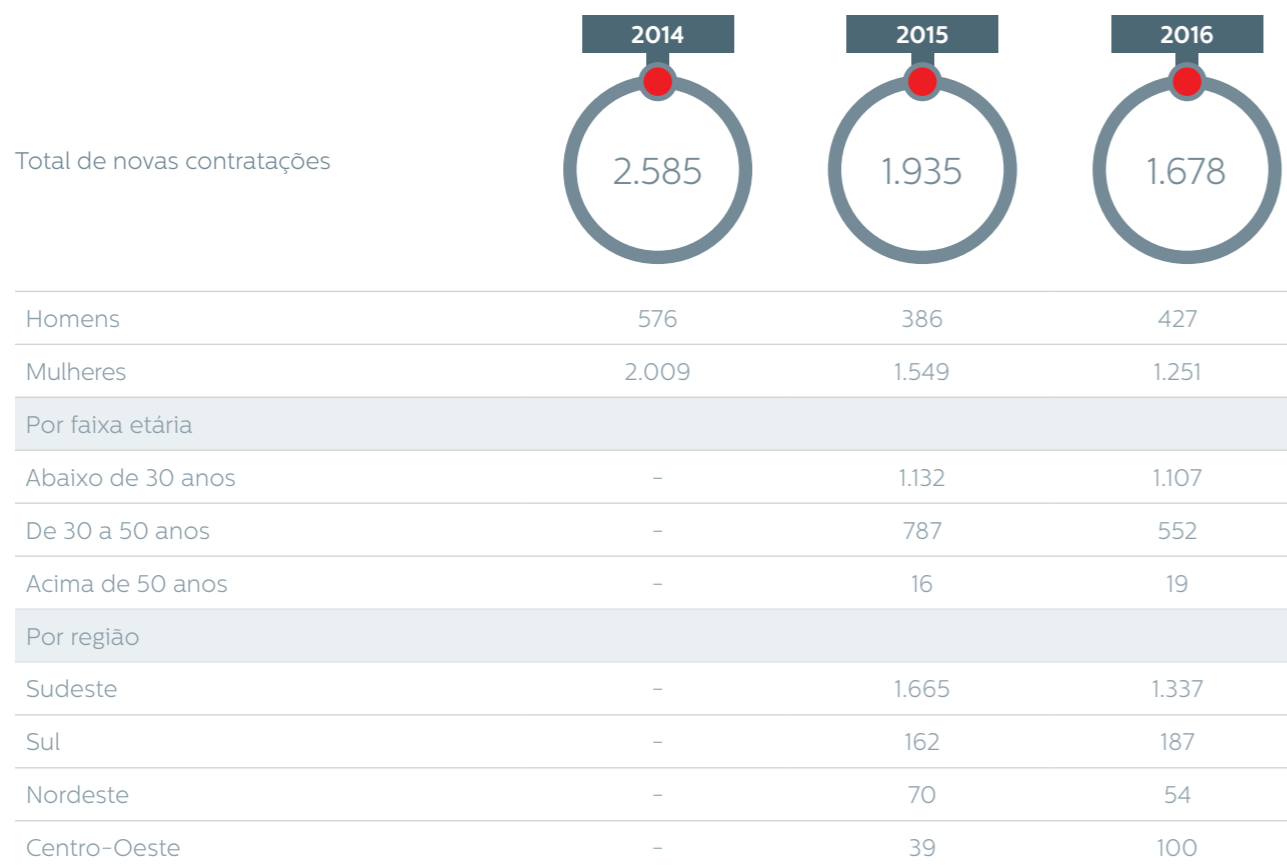 2014 2015 2016
Total de novas contratações 2.585 1.935 1.678
Homens 576 386 427
Mulheres 2.009 1.549 1.251
Por faixa etária
Abaixo de 30 anos - 1.132 1.107
De 30 a 50 anos - 787 552
Acima de 50 anos - 16 19
Por região
Sudeste - 1.665 1.337
Sul - 162 187
Nordeste - 70 54
Centro-Oeste - 39 100